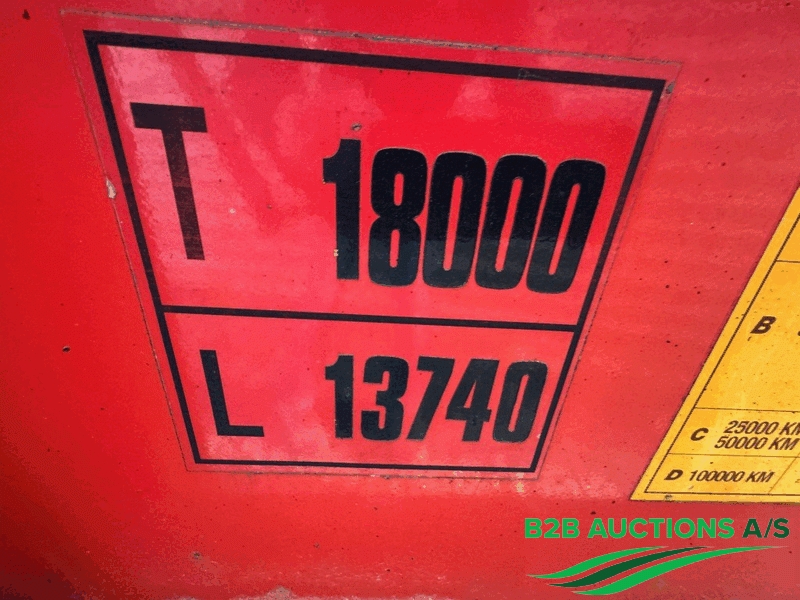 T 18000
L 13740
B
C 25000 KM
50000 KM
D 100000 KM
B2B AUCTIONS A/S